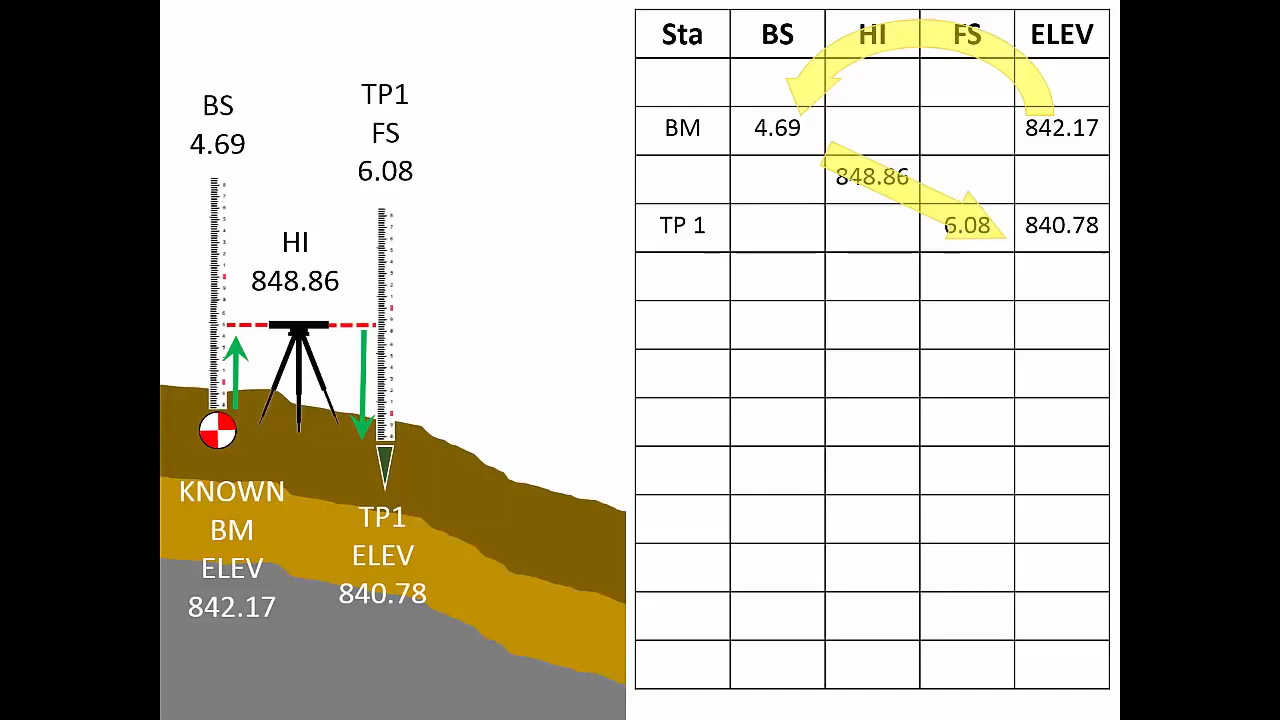 BS
4.69
TP1
FS
6.08
HI
848.86
KNOWN
BM
ELEV
842.17
TP1
ELEV
840.78
Sta BS HI FS ELEV
BM 4.69 842.17
848.86
TP 1 6.08 840.78